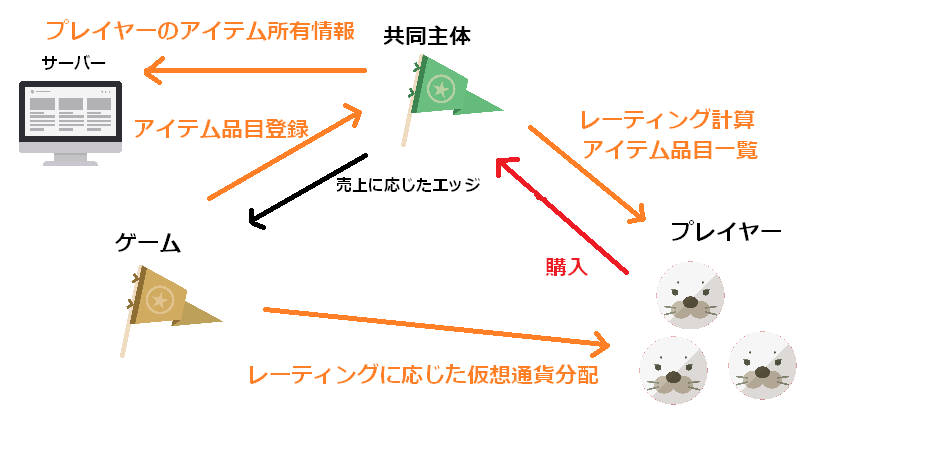 プレイヤーのアイテム所有情報
共同主体
サーバー
アイテム品目登録
レーティング計算
アイテム品目一覧
売上に応じたエッジ
ゲーム
プレイヤー
購入
レーティングに応じた仮想通貨分配